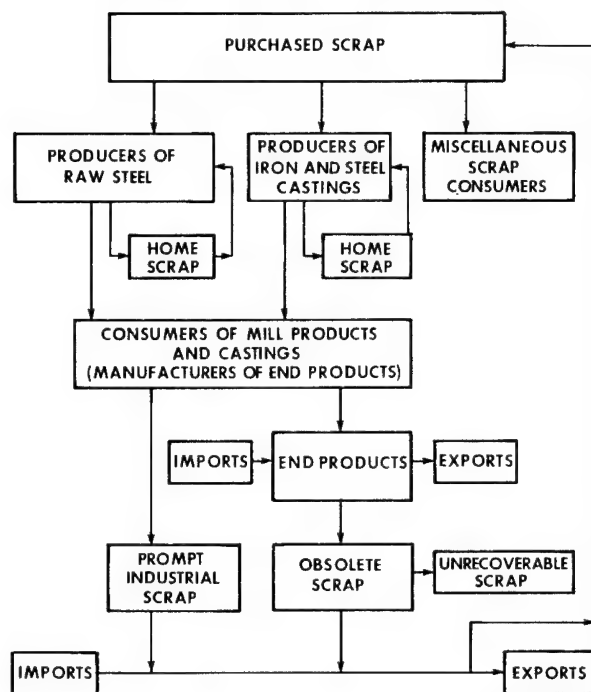 PURCHASED SCRAP
PRODUCERS OF
RAW STEEL
PRODUCERS OF
IRON AND STEEL
CASTINGS
MISCELLANEOUS
SCRAP
CONSUMERS
HOME
SCRAP
HOME
SCRAP
CONSUMERS OF MILL PRODUCTS
AND CASTINGS
(MANUFACTURERS OF END PRODUCTS)
IMPORTS
END PRODUCTS
EXPORTS
PROMPT
INDUSTRIAL
SCRAP
OBSOLETE
SCRAP
UNRECOVERABLE
SCRAP
IMPORTS
EXPORTS